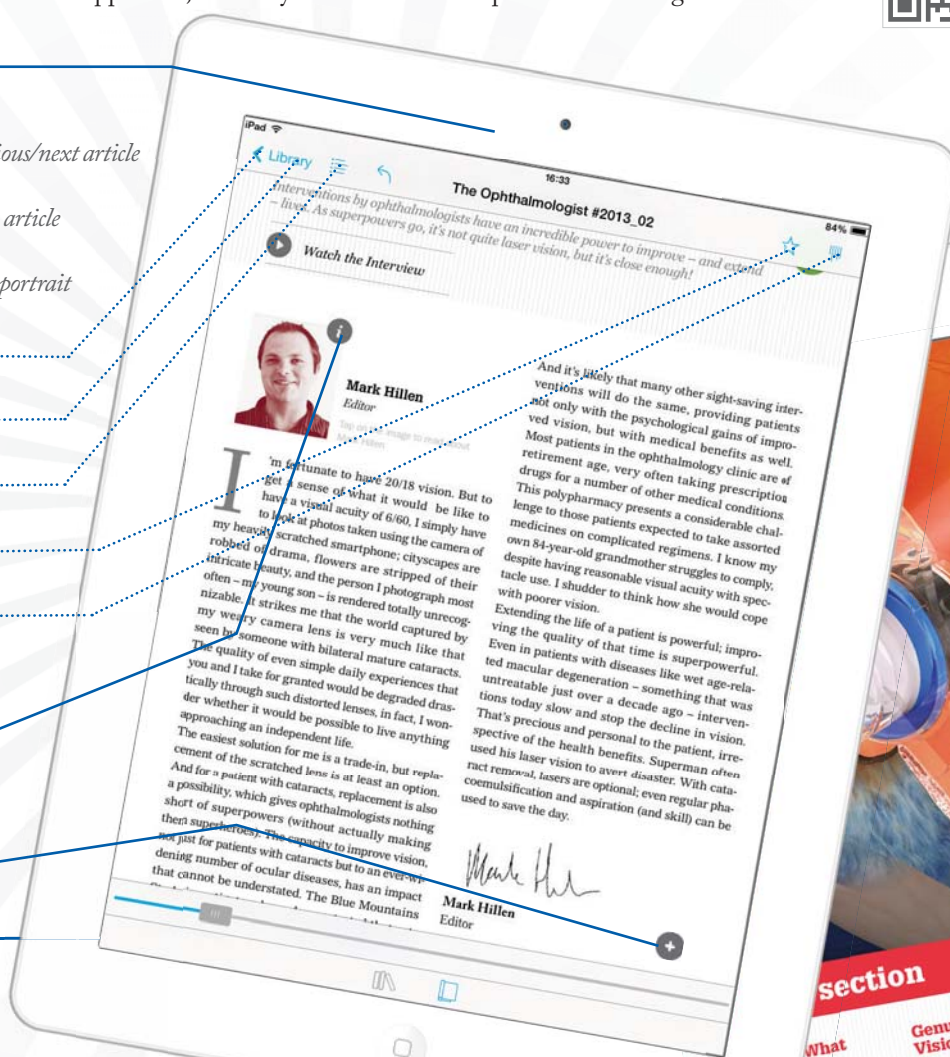 ious/next article
article
portrait
iPad
16:33
84%
Library
The Ophthalmologist #2013_02
Interventions by ophthalmologists have an incredible power to improve – and extend
– lives. As superpowers go, it's not quite laser vision, but it's close enough!
Watch the Interview
i
Mark Hillen
Editor
Tap on the image to read about
Mark Hillen
I'm fortunate to have 20/18 vision. But to
get a sense of what it would be like to
have a visual acuity of 6/60, I simply have
to look at photos taken using the camera of
my heavily scratched smartphone; cityscapes are
robbed of drama, flowers are stripped of their
intricate beauty, and the person I photograph most
often – my young son – is rendered totally unrecog-
nizable. It strikes me that the world captured by
my weary camera lens is very much like that
seen by someone with bilateral mature cataracts.
The quality of even simple daily experiences that
you and I take for granted would be degraded dras-
tically through such distorted lenses, in fact, I won-
der whether it would be possible to live anything
approaching an independent life.
The easiest solution for me is a trade-in, but repla-
cement of the scratched lens is at least an option.
And for a patient with cataracts, replacement is also
a possibility, which gives ophthalmologists nothing
short of superpowers (without actually making
them superheroes). The capacity to improve vision,
not just for patients with cataracts but to an ever-wi-
dening number of ocular diseases, has an impact
that cannot be understated. The Blue Mountains
And it's likely that many other sight-saving inter-
ventions will do the same, providing patients
not only with the psychological gains of impro-
ved vision, but with medical benefits as well.
Most patients in the ophthalmology clinic are of
retirement age, very often taking prescription
drugs for a number of other medical conditions.
This polypharmacy presents a considerable chal-
lenge to those patients expected to take assorted
medicines on complicated regimens. I know my
own 84-year-old grandmother struggles to comply,
despite having reasonable visual acuity with spec-
tacle use. I shudder to think how she would cope
with poorer vision.
Extending the life of a patient is powerful; impro-
ving the quality of that time is superpowerful.
Even in patients with diseases like wet age-rela-
ted macular degeneration – something that was
untreatable just over a decade ago – interven-
tions today slow and stop the decline in vision.
That's precious and personal to the patient, irre-
spective of the health benefits. Superman often
used his laser vision to avert disaster. With cata-
ract removal, lasers are optional; even regular pha-
coemulsification and aspiration (and skill) can be
used to save the day.
Mark Hillen
Editor
section
What
Genu
Visi